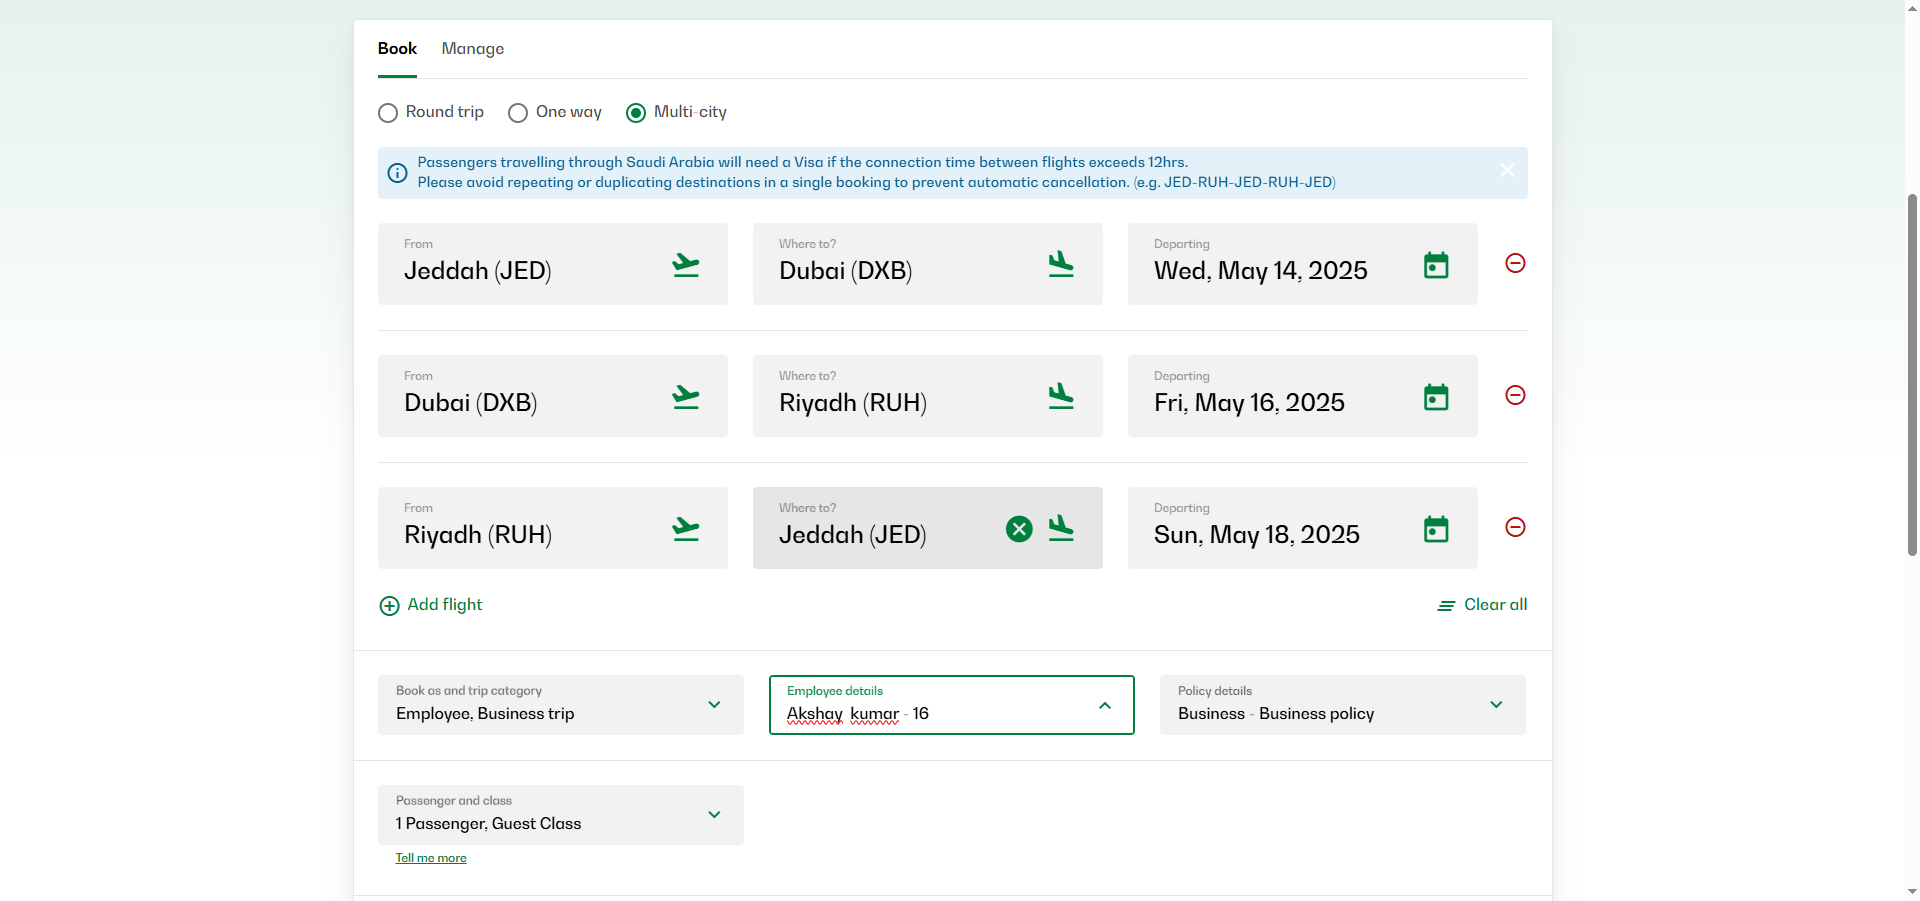 Book Manage
Round trip One way Multi-city
Passengers travelling through Saudi Arabia will need a Visa if the connection time between flights exceeds 12hrs.
Please avoid repeating or duplicating destinations in a single booking to prevent automatic cancellation. (e.g. JED-RUH-JED-RUH-JED)
From Where to? Departing
Jeddah (JED) Dubai (DXB) Wed, May 14, 2025
From Where to? Departing
Dubai (DXB) Riyadh (RUH) Fri, May 16, 2025
From Where to? Departing
Riyadh (RUH) Jeddah (JED) Sun, May 18, 2025
Add flight Clear all
Book as and trip category Employee details Policy details
Employee, Business trip Akshay kumar - 16 Business - Business policy
Passenger and class
1 Passenger, Guest Class
Tell me more